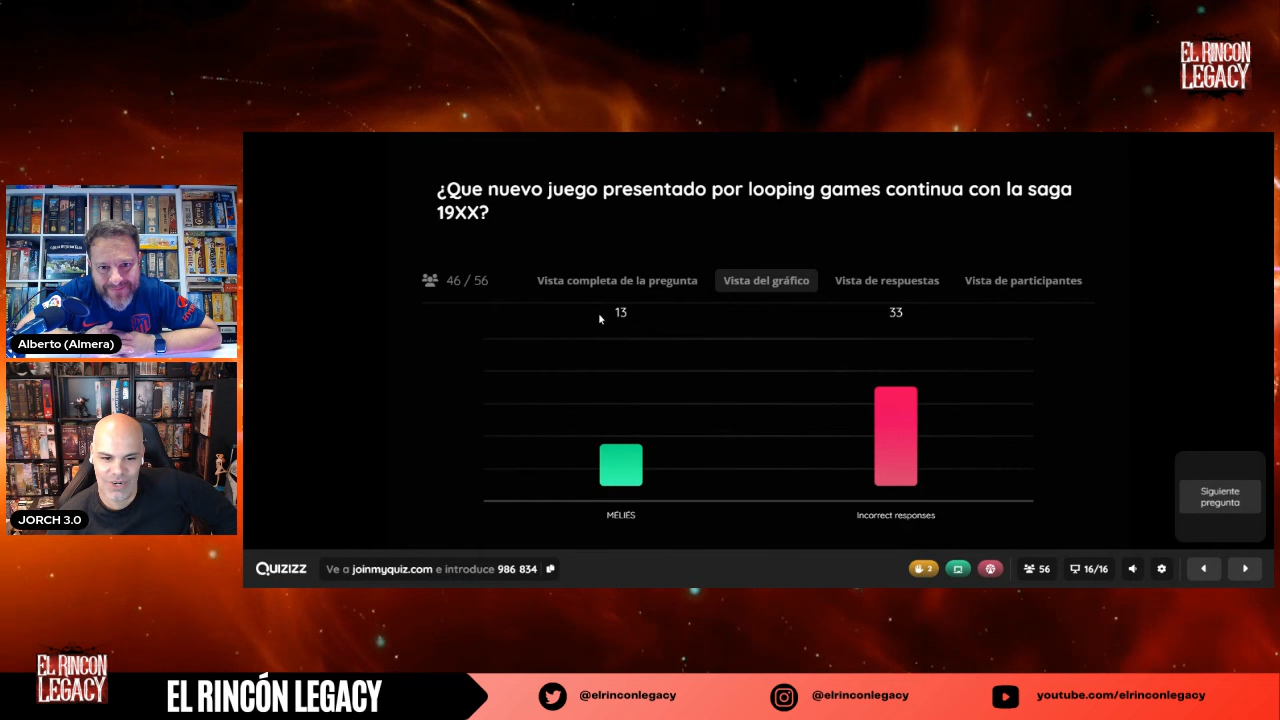 EL RINCON
LEGACY
¿Que nuevo juego presentado por looping games continua con la saga
19XX?
46 / 56
Vista completa de la pregunta
Vista del gráfico
Vista de respuestas
Vista de participantes
13
33
MÉLIÈS
Incorrect responses
Siguiente
pregunta
Alberto (Almera)
JORCH 3.0
QUIZIZZ
Ve a joinmyquiz.com e introduce 986 834
2
56
16/16
EL RINCON
LEGACY
EL RINCÓN LEGACY
@elrinconlegacy
@elrinconlegacy
youtube.com/elrinconlegacy